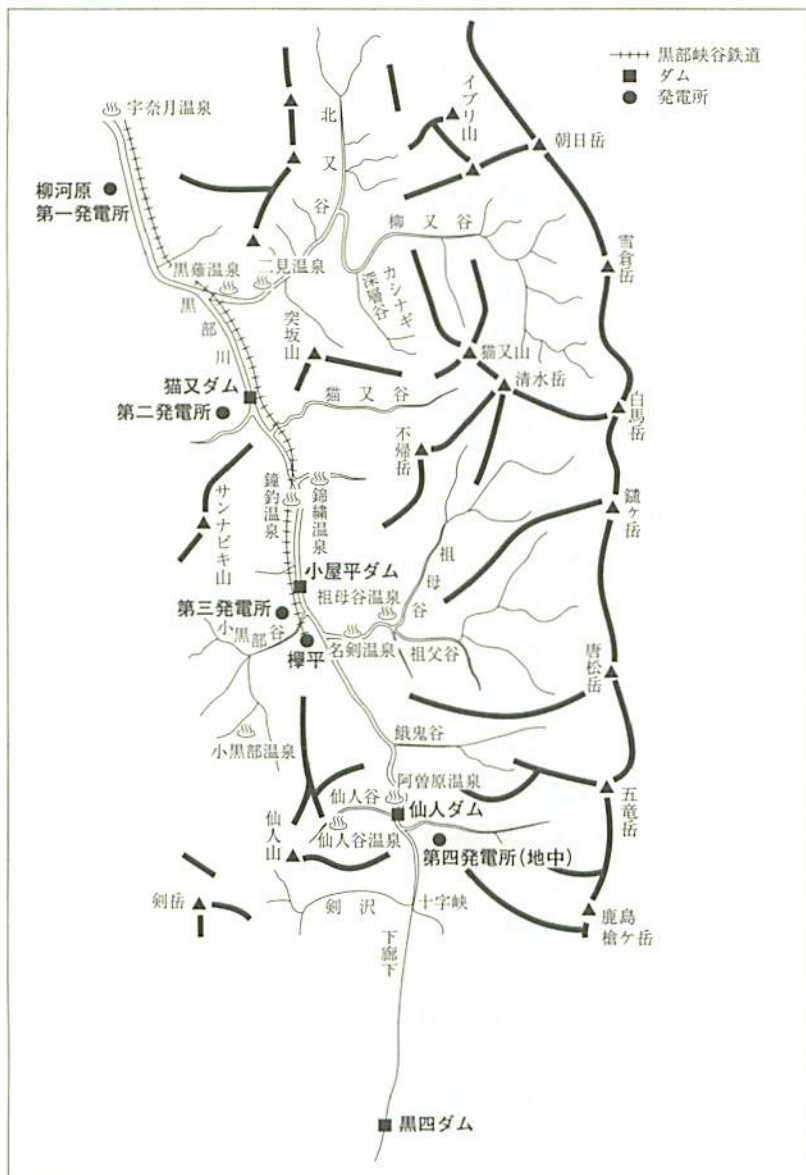 黒部峡谷鉄道
ダム
発電所
宇奈月温泉
北又谷
イブリ山
朝日岳
柳河原
第一発電所
柳又谷
雪倉岳
黒薙温泉
二見温泉
カシナギ
深層谷
黒部川
突坂山
猫又山
清水岳
猫又ダム
第二発電所
猫又谷
白馬岳
不帰岳
鐘釣温泉
錦繍温泉
サンナビキ山
鑓ヶ岳
小屋平ダム
祖母谷温泉
祖母谷
第三発電所
小黒部谷
欅平
名剣温泉
祖父谷
唐松岳
小黒部温泉
餓鬼谷
阿曽原温泉
仙人谷
仙人ダム
五竜岳
仙人山
仙人谷温泉
第四発電所(地中)
剣岳
剣沢
十字峡
鹿島
槍ケ岳
下廊下
黒四ダム